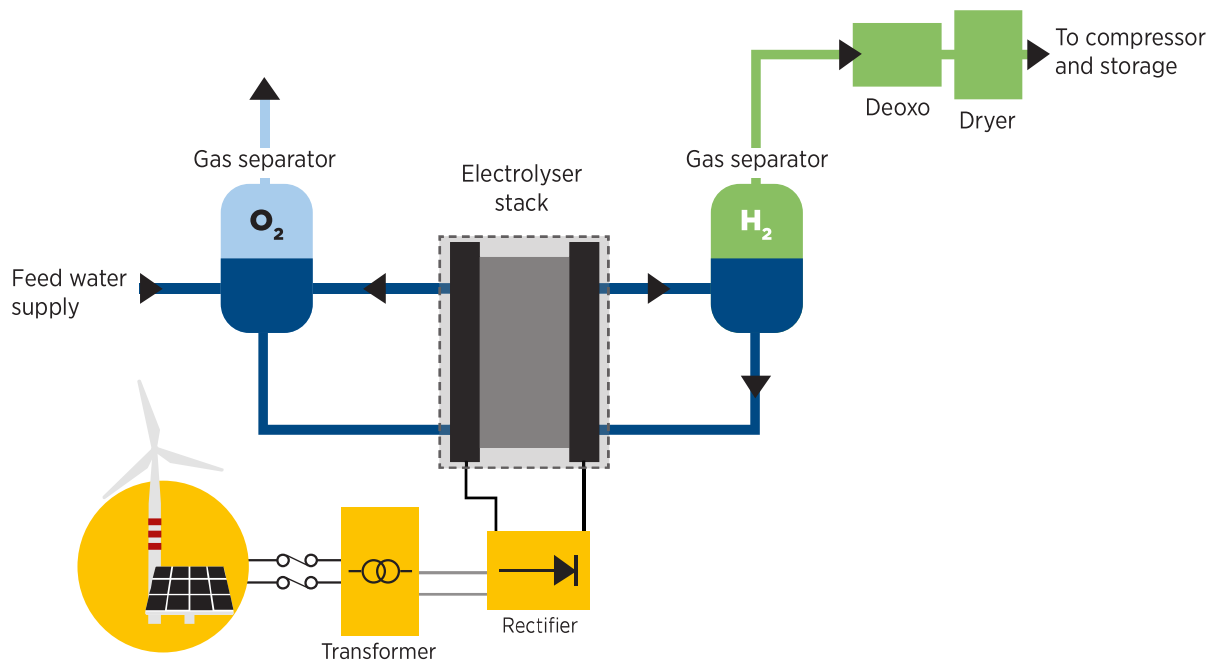 To compressor
and storage
Deoxo
Dryer
Gas separator
Electrolyser
stack
Gas separator
O₂
H₂
Feed water
supply
Rectifier
Transformer